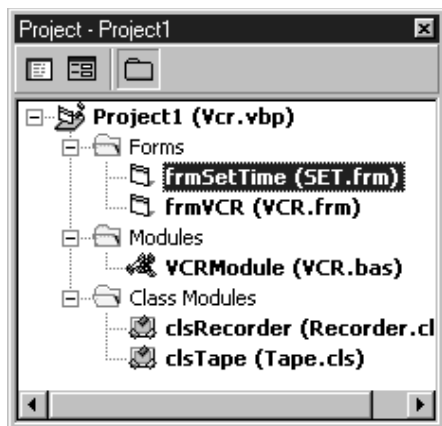 Project - Project1
Project1 (Vcr.vbp)
Forms
frmSetTime (SET.frm)
frmVCR (VCR.frm)
Modules
VCRModule (VCR.bas)
Class Modules
clsRecorder (Recorder.cl
clsTape (Tape.cls)